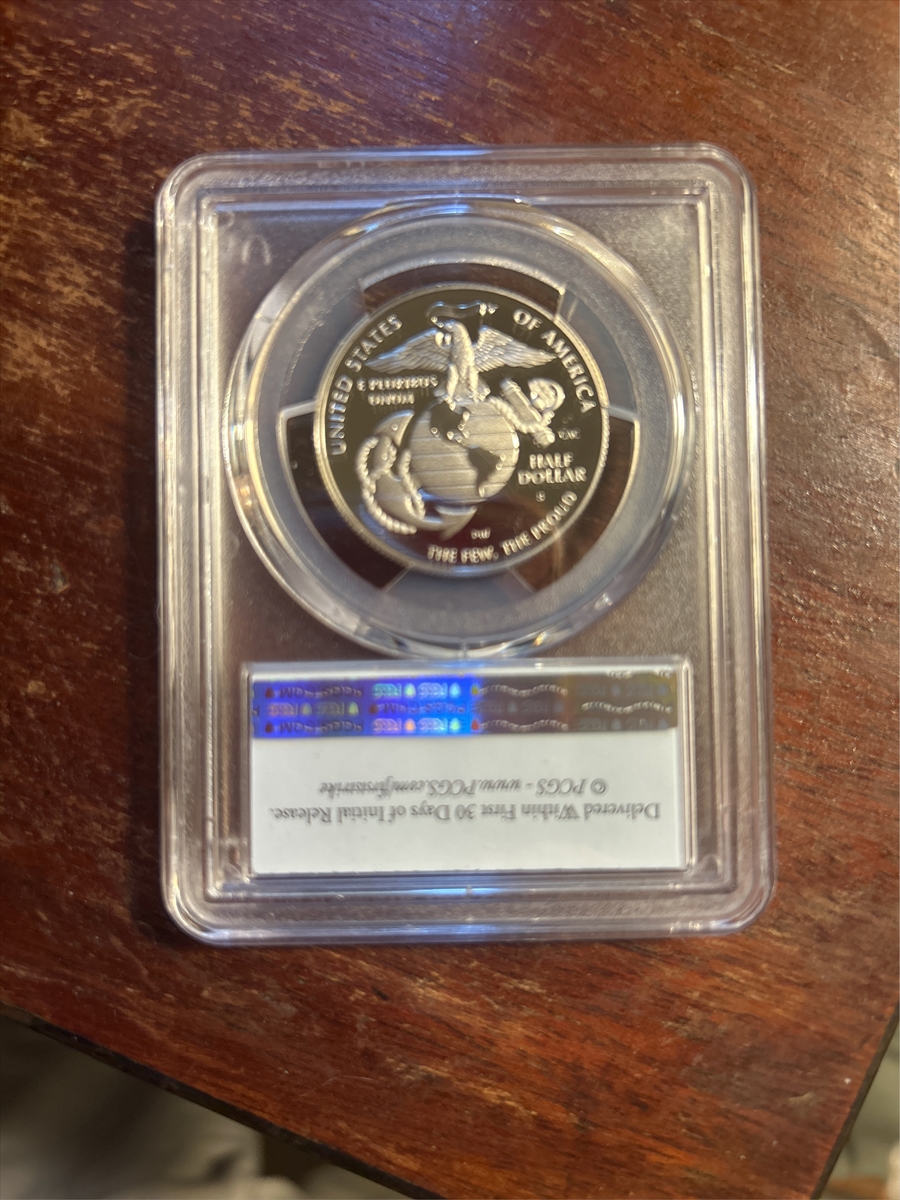 UNITED STATES OF AMERICA
E PLURIBUS
UNUM
HALF
DOLLAR
THE FEW, THE PROUD
Delivered Within First 30 Days of Initial Release.
© PCGS - www.PCGS.com/firststrike